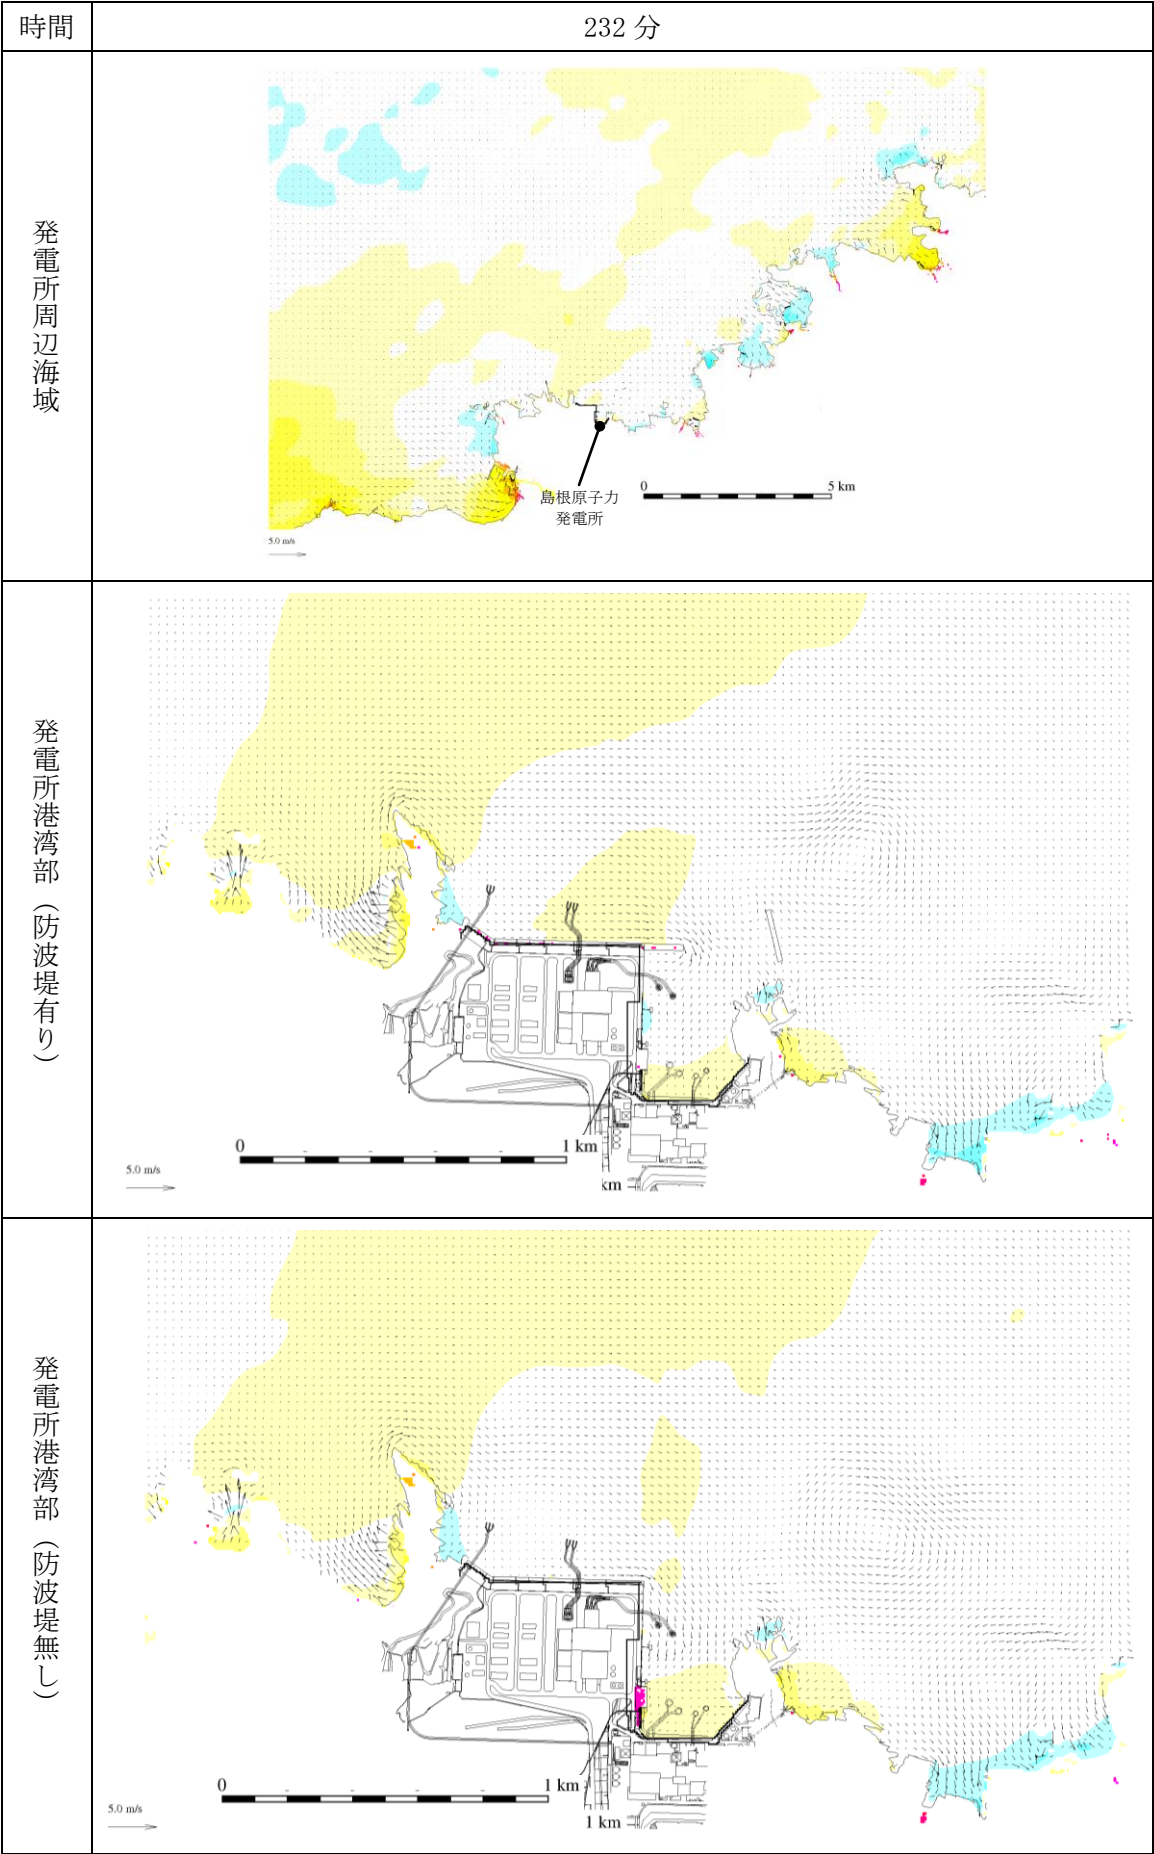 時間
232 分
発電所周辺海域
島根原子力
発電所
0
5 km
5.0 m/s
発電所港湾部（防波堤有り）
0
1 km
5.0 m/s
km
発電所港湾部（防波堤無し）
0
1 km
5.0 m/s
1 km